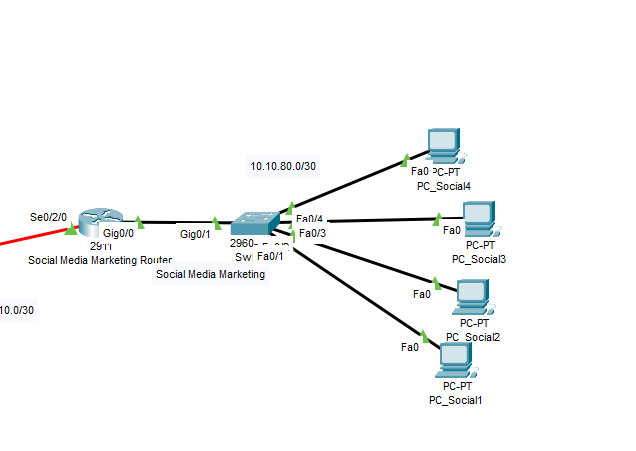 10.10.80.0/30
Fa0
PC-PT
PC_Social4
Se0/2/0
Gig0/0
Gig0/1
Fa0/4
Fa0/3
Fa0/1
Fa0
PC-PT
PC_Social3
2911
Social Media Marketing Router
Social Media Marketing
Fa0
PC-PT
PC_Social2
10.0/30
Fa0
PC-PT
PC_Social1